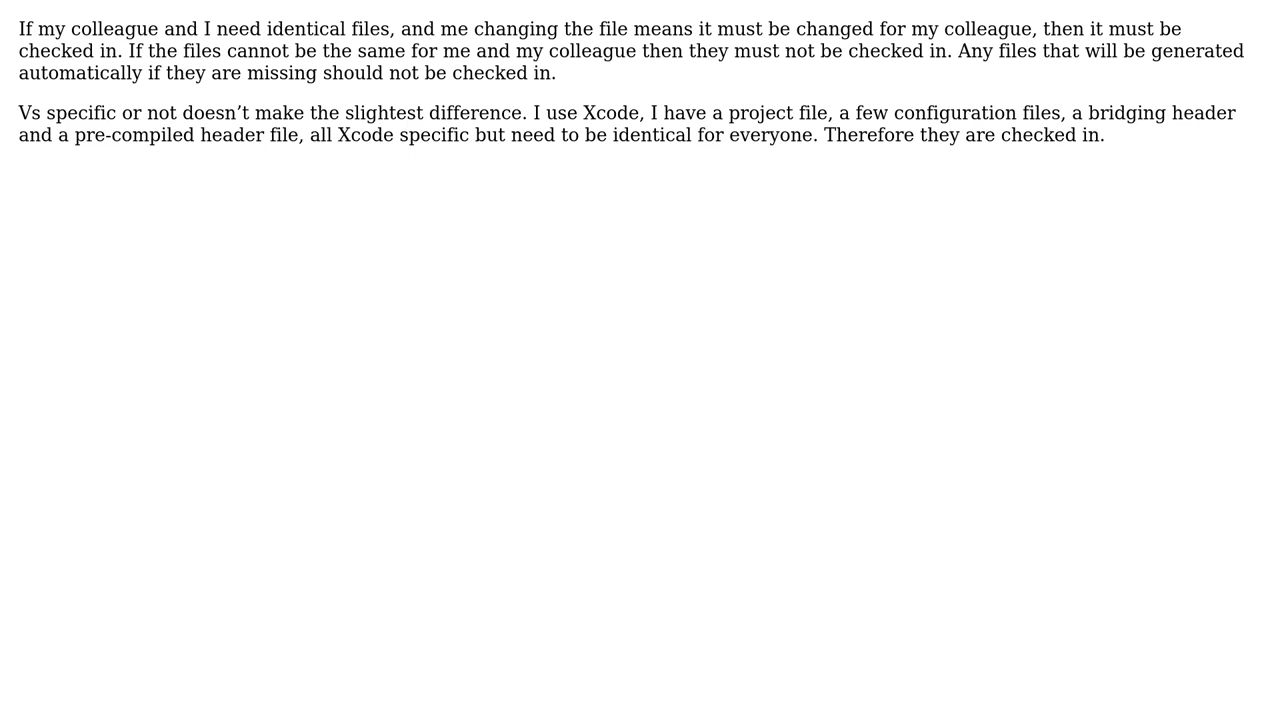 If my colleague and I need identical files, and me changing the file means it must be changed for my colleague, then it must be
checked in. If the files cannot be the same for me and my colleague then they must not be checked in. Any files that will be generated
automatically if they are missing should not be checked in.
Vs specific or not doesn’t make the slightest difference. I use Xcode, I have a project file, a few configuration files, a bridging header
and a pre-compiled header file, all Xcode specific but need to be identical for everyone. Therefore they are checked in.